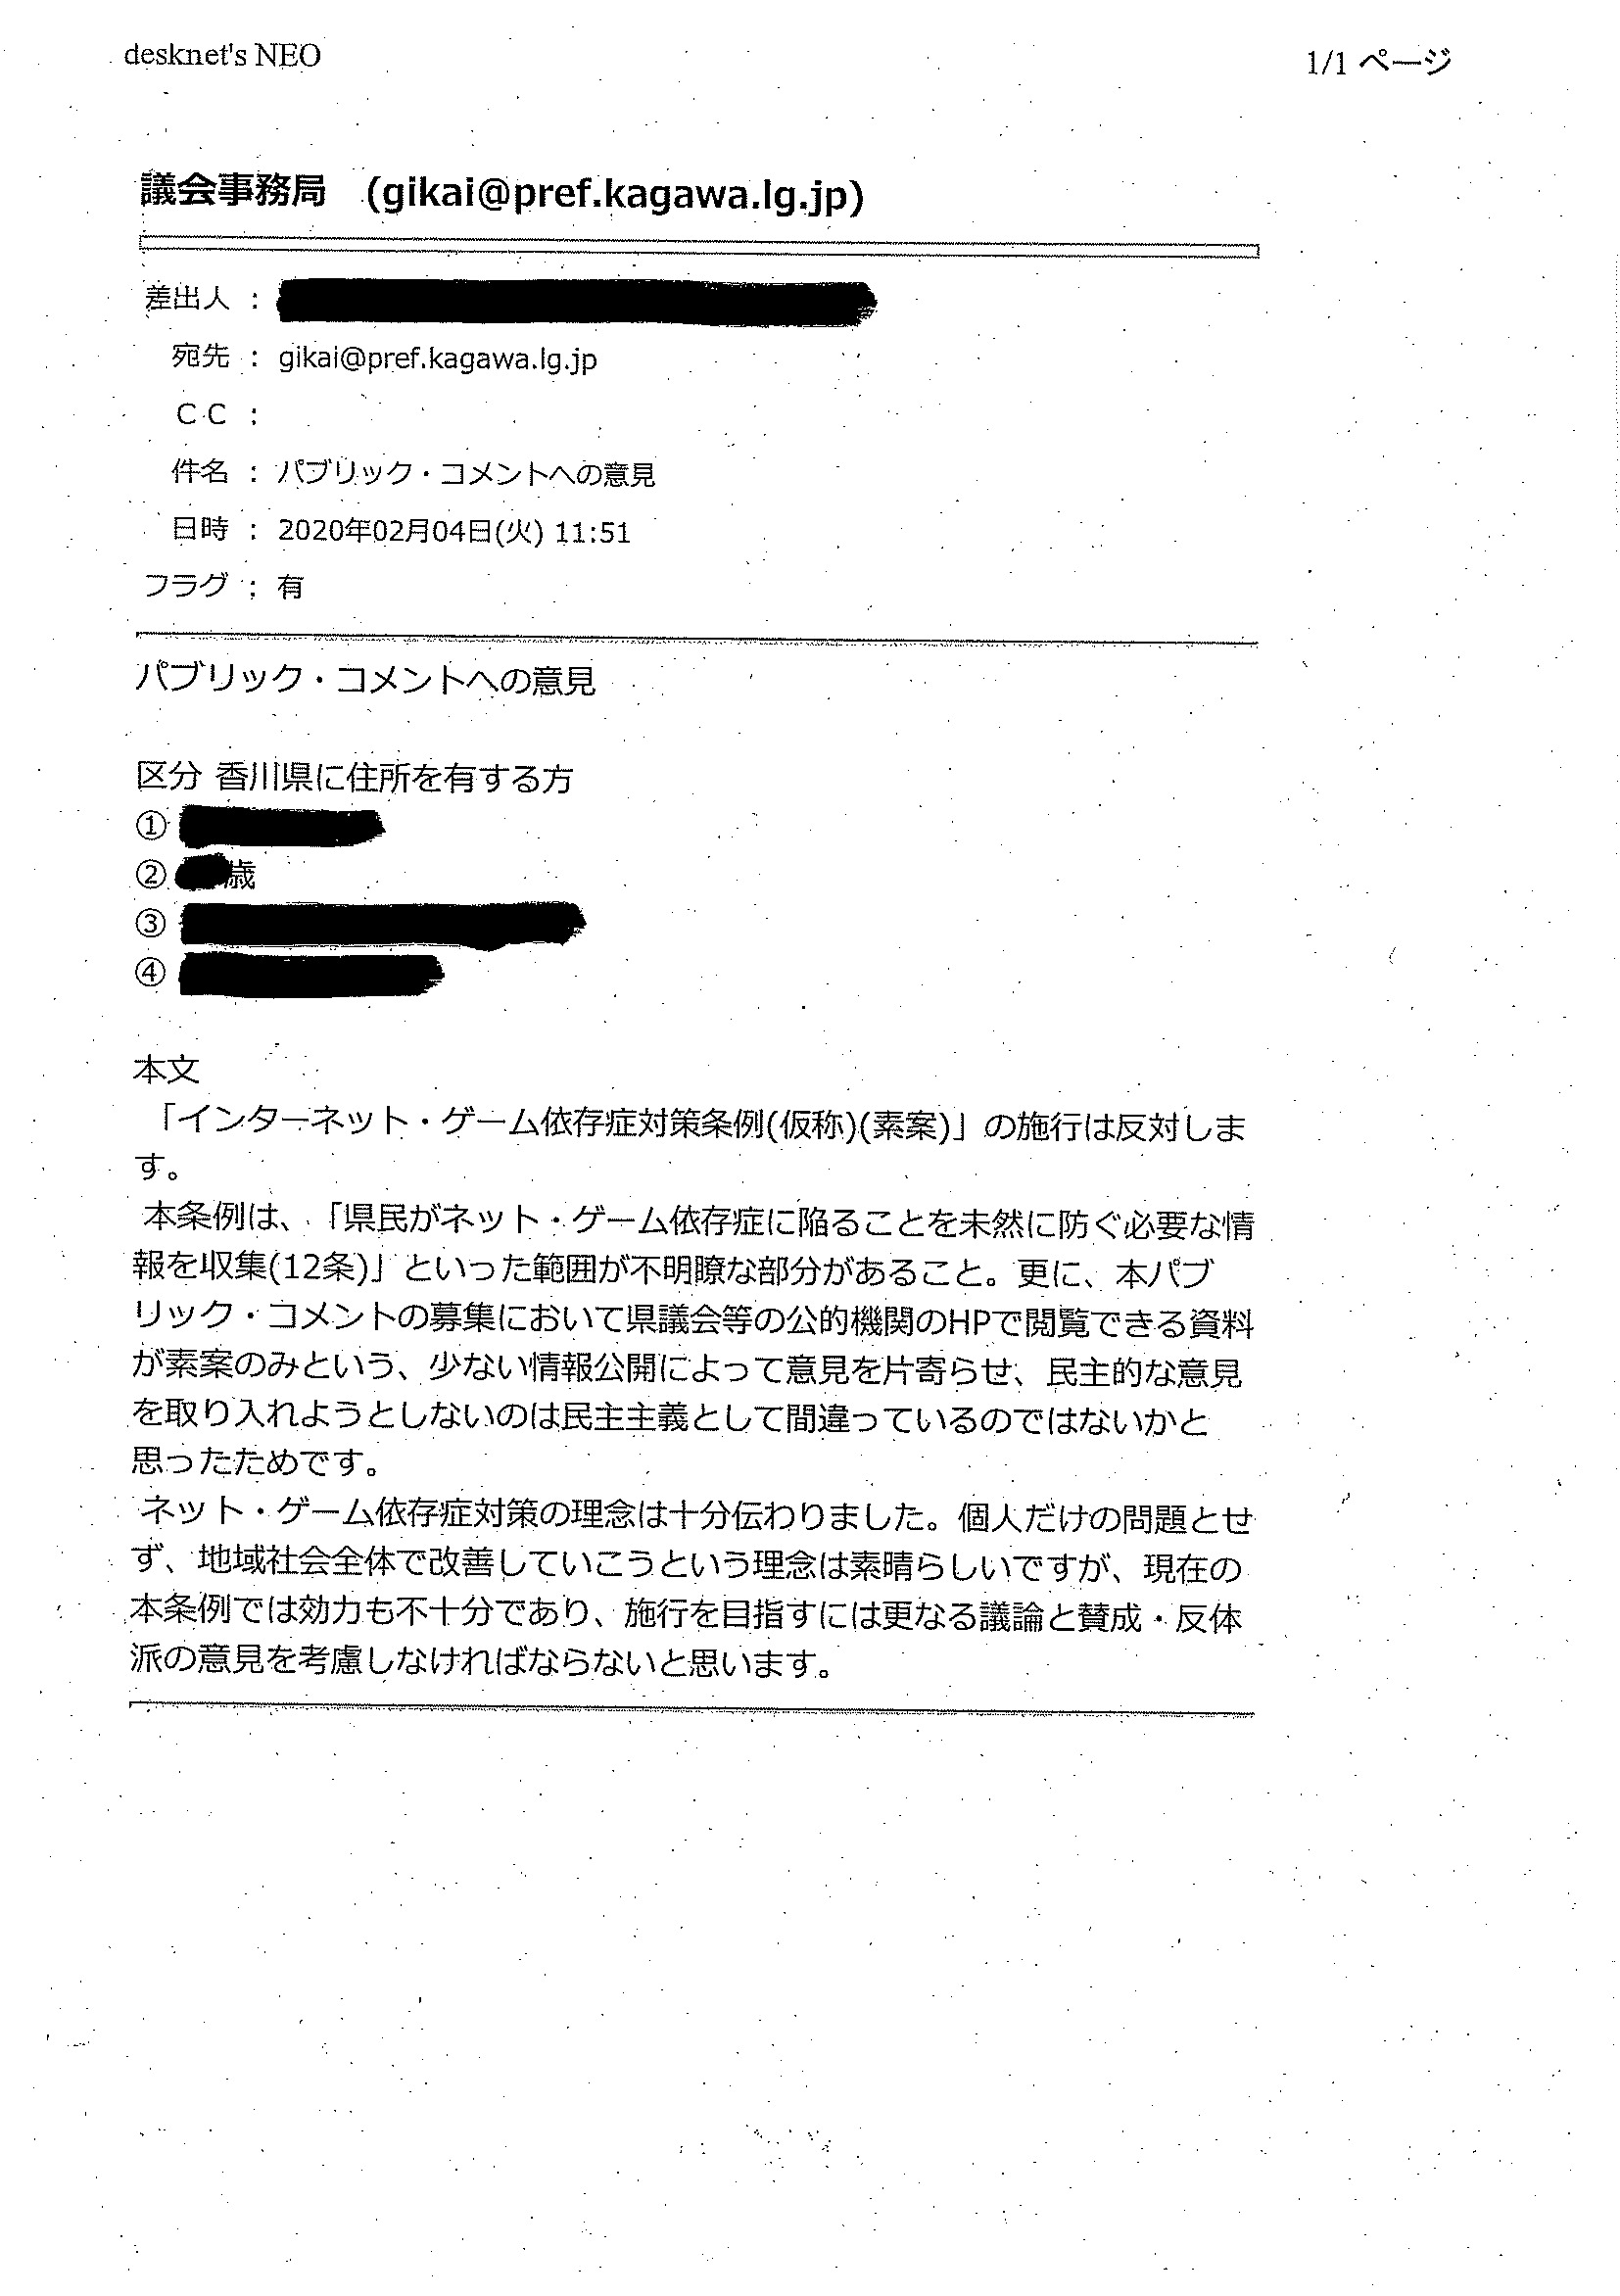 desknet's NEO
1/1 ページ
議会事務局 (gikai@pref.kagawa.lg.jp)
差出人 :
宛先 : gikai@pref.kagawa.lg.jp
CC :
件名 : パブリック・コメントへの意見
日時 : 2020年02月04日(火) 11:51
フラグ : 有
パブリック・コメントへの意見
区分 香川県に住所を有する方
①
② 歳
③
④
本文
「インターネット・ゲーム依存症対策条例(仮称)(素案)」の施行は反対しま
す。
本条例は、「県民がネット・ゲーム依存症に陥ることを未然に防ぐ必要な情
報を収集(12条)」といった範囲が不明瞭な部分があること。更に、本パブ
リック・コメントの募集において県議会等の公的機関のHPで閲覧できる資料
が素案のみという、少ない情報公開によって意見を片寄らせ、民主的な意見
を取り入れようとしないのは民主主義として間違っているのではないかと
思ったためです。
ネット・ゲーム依存症対策の理念は十分伝わりました。個人だけの問題とせ
ず、地域社会全体で改善していこうという理念は素晴らしいですが、現在の
本条例では効力も不十分であり、施行を目指すには更なる議論と賛成・反体
派の意見を考慮しなければならないと思います。